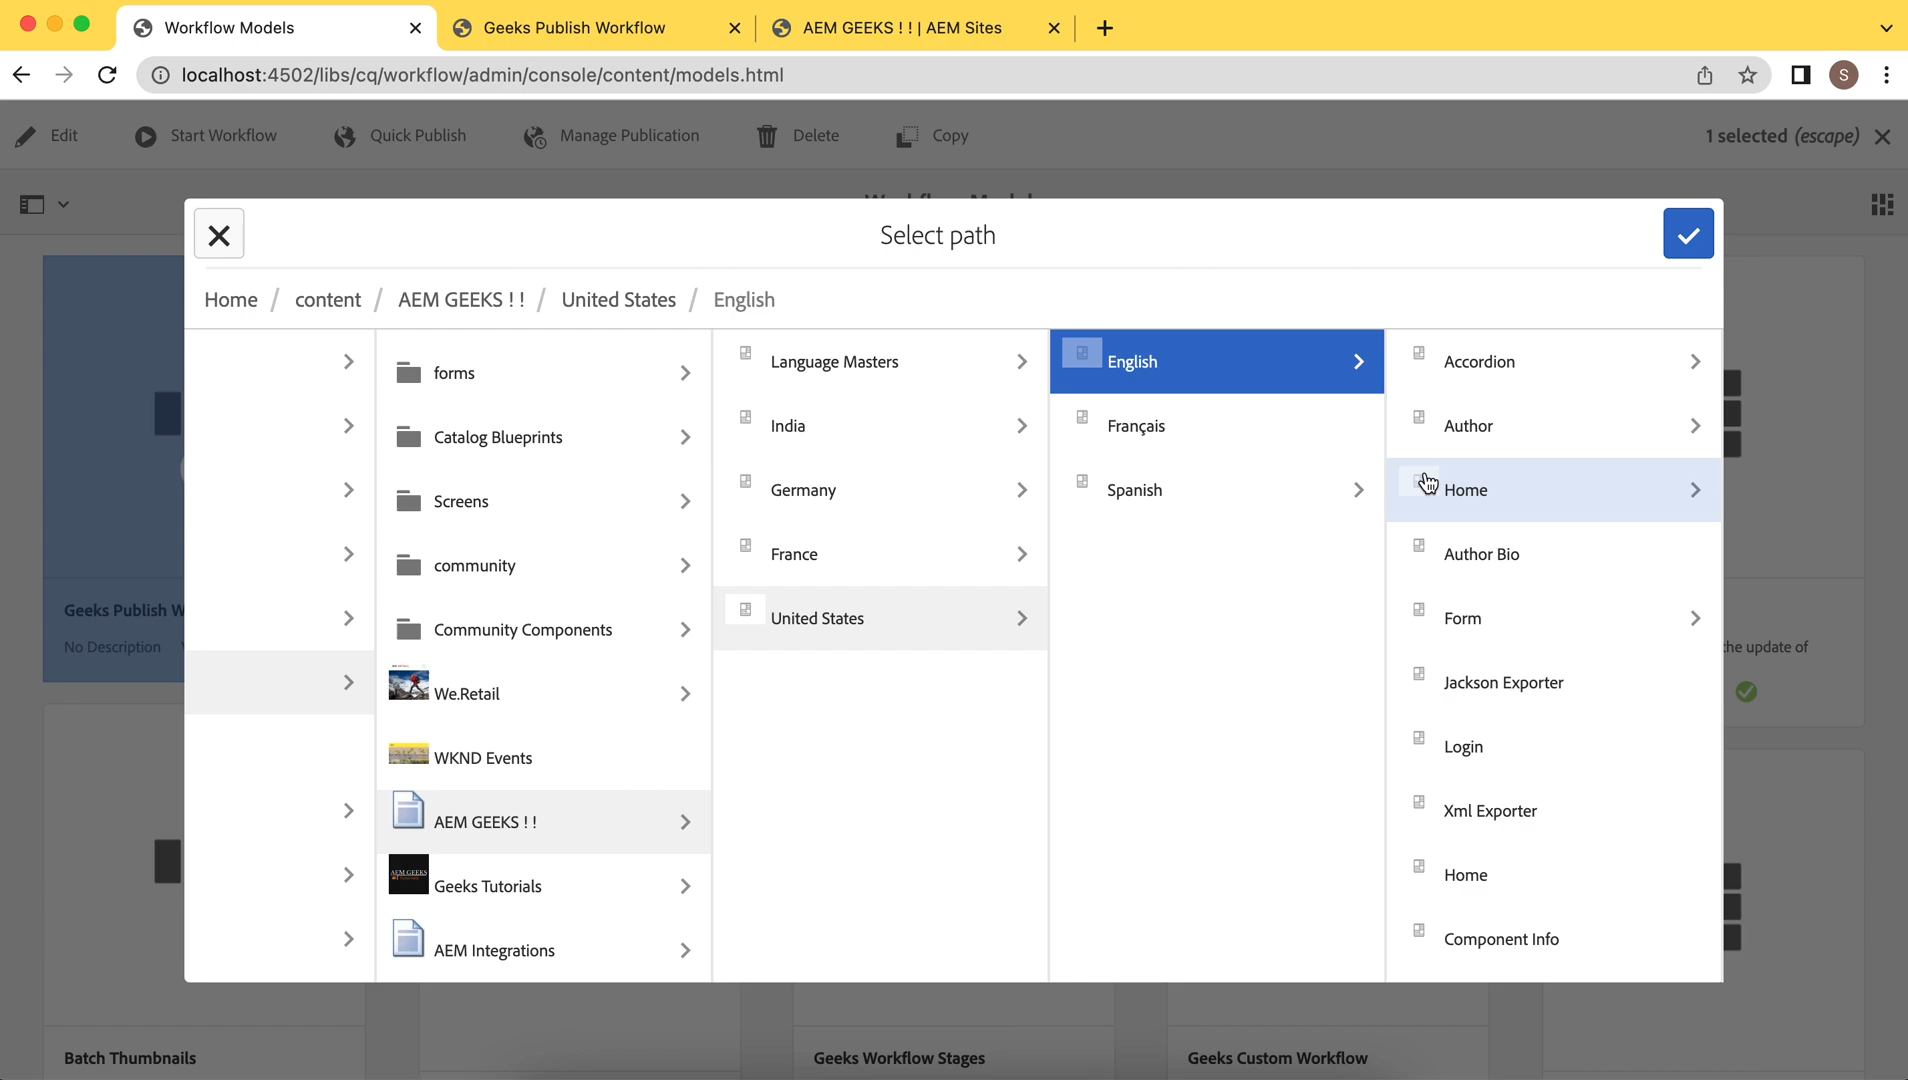 Workflow Models
Geeks Publish Workflow
AEM GEEKS ! ! | AEM Sites
localhost:4502/libs/cq/workflow/admin/console/content/models.html
S
Edit
Start Workflow
Quick Publish
Manage Publication
Delete
Copy
1 selected (escape)
Select path
Home / content / AEM GEEKS ! ! / United States / English
forms
Catalog Blueprints
Screens
community
Community Components
We.Retail
WKND Events
AEM GEEKS ! !
Geeks Tutorials
AEM Integrations
Language Masters
India
Germany
France
United States
English
Français
Spanish
Accordion
Author
Home
Author Bio
Form
Jackson Exporter
Login
Xml Exporter
Home
Component Info
Geeks Publish W
No Description
the update of
Batch Thumbnails
Geeks Workflow Stages
Geeks Custom Workflow